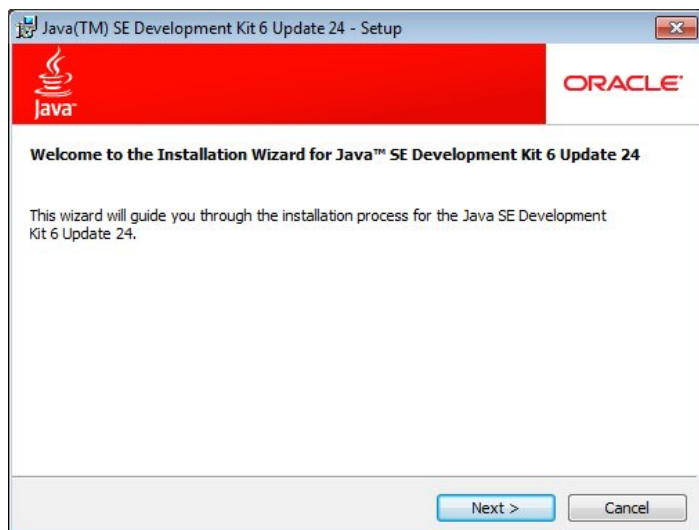 Java(TM) SE Development Kit 6 Update 24 - Setup
Java™
ORACLE®
Welcome to the Installation Wizard for Java™ SE Development Kit 6 Update 24
This wizard will guide you through the installation process for the Java SE Development
Kit 6 Update 24.
Next >
Cancel